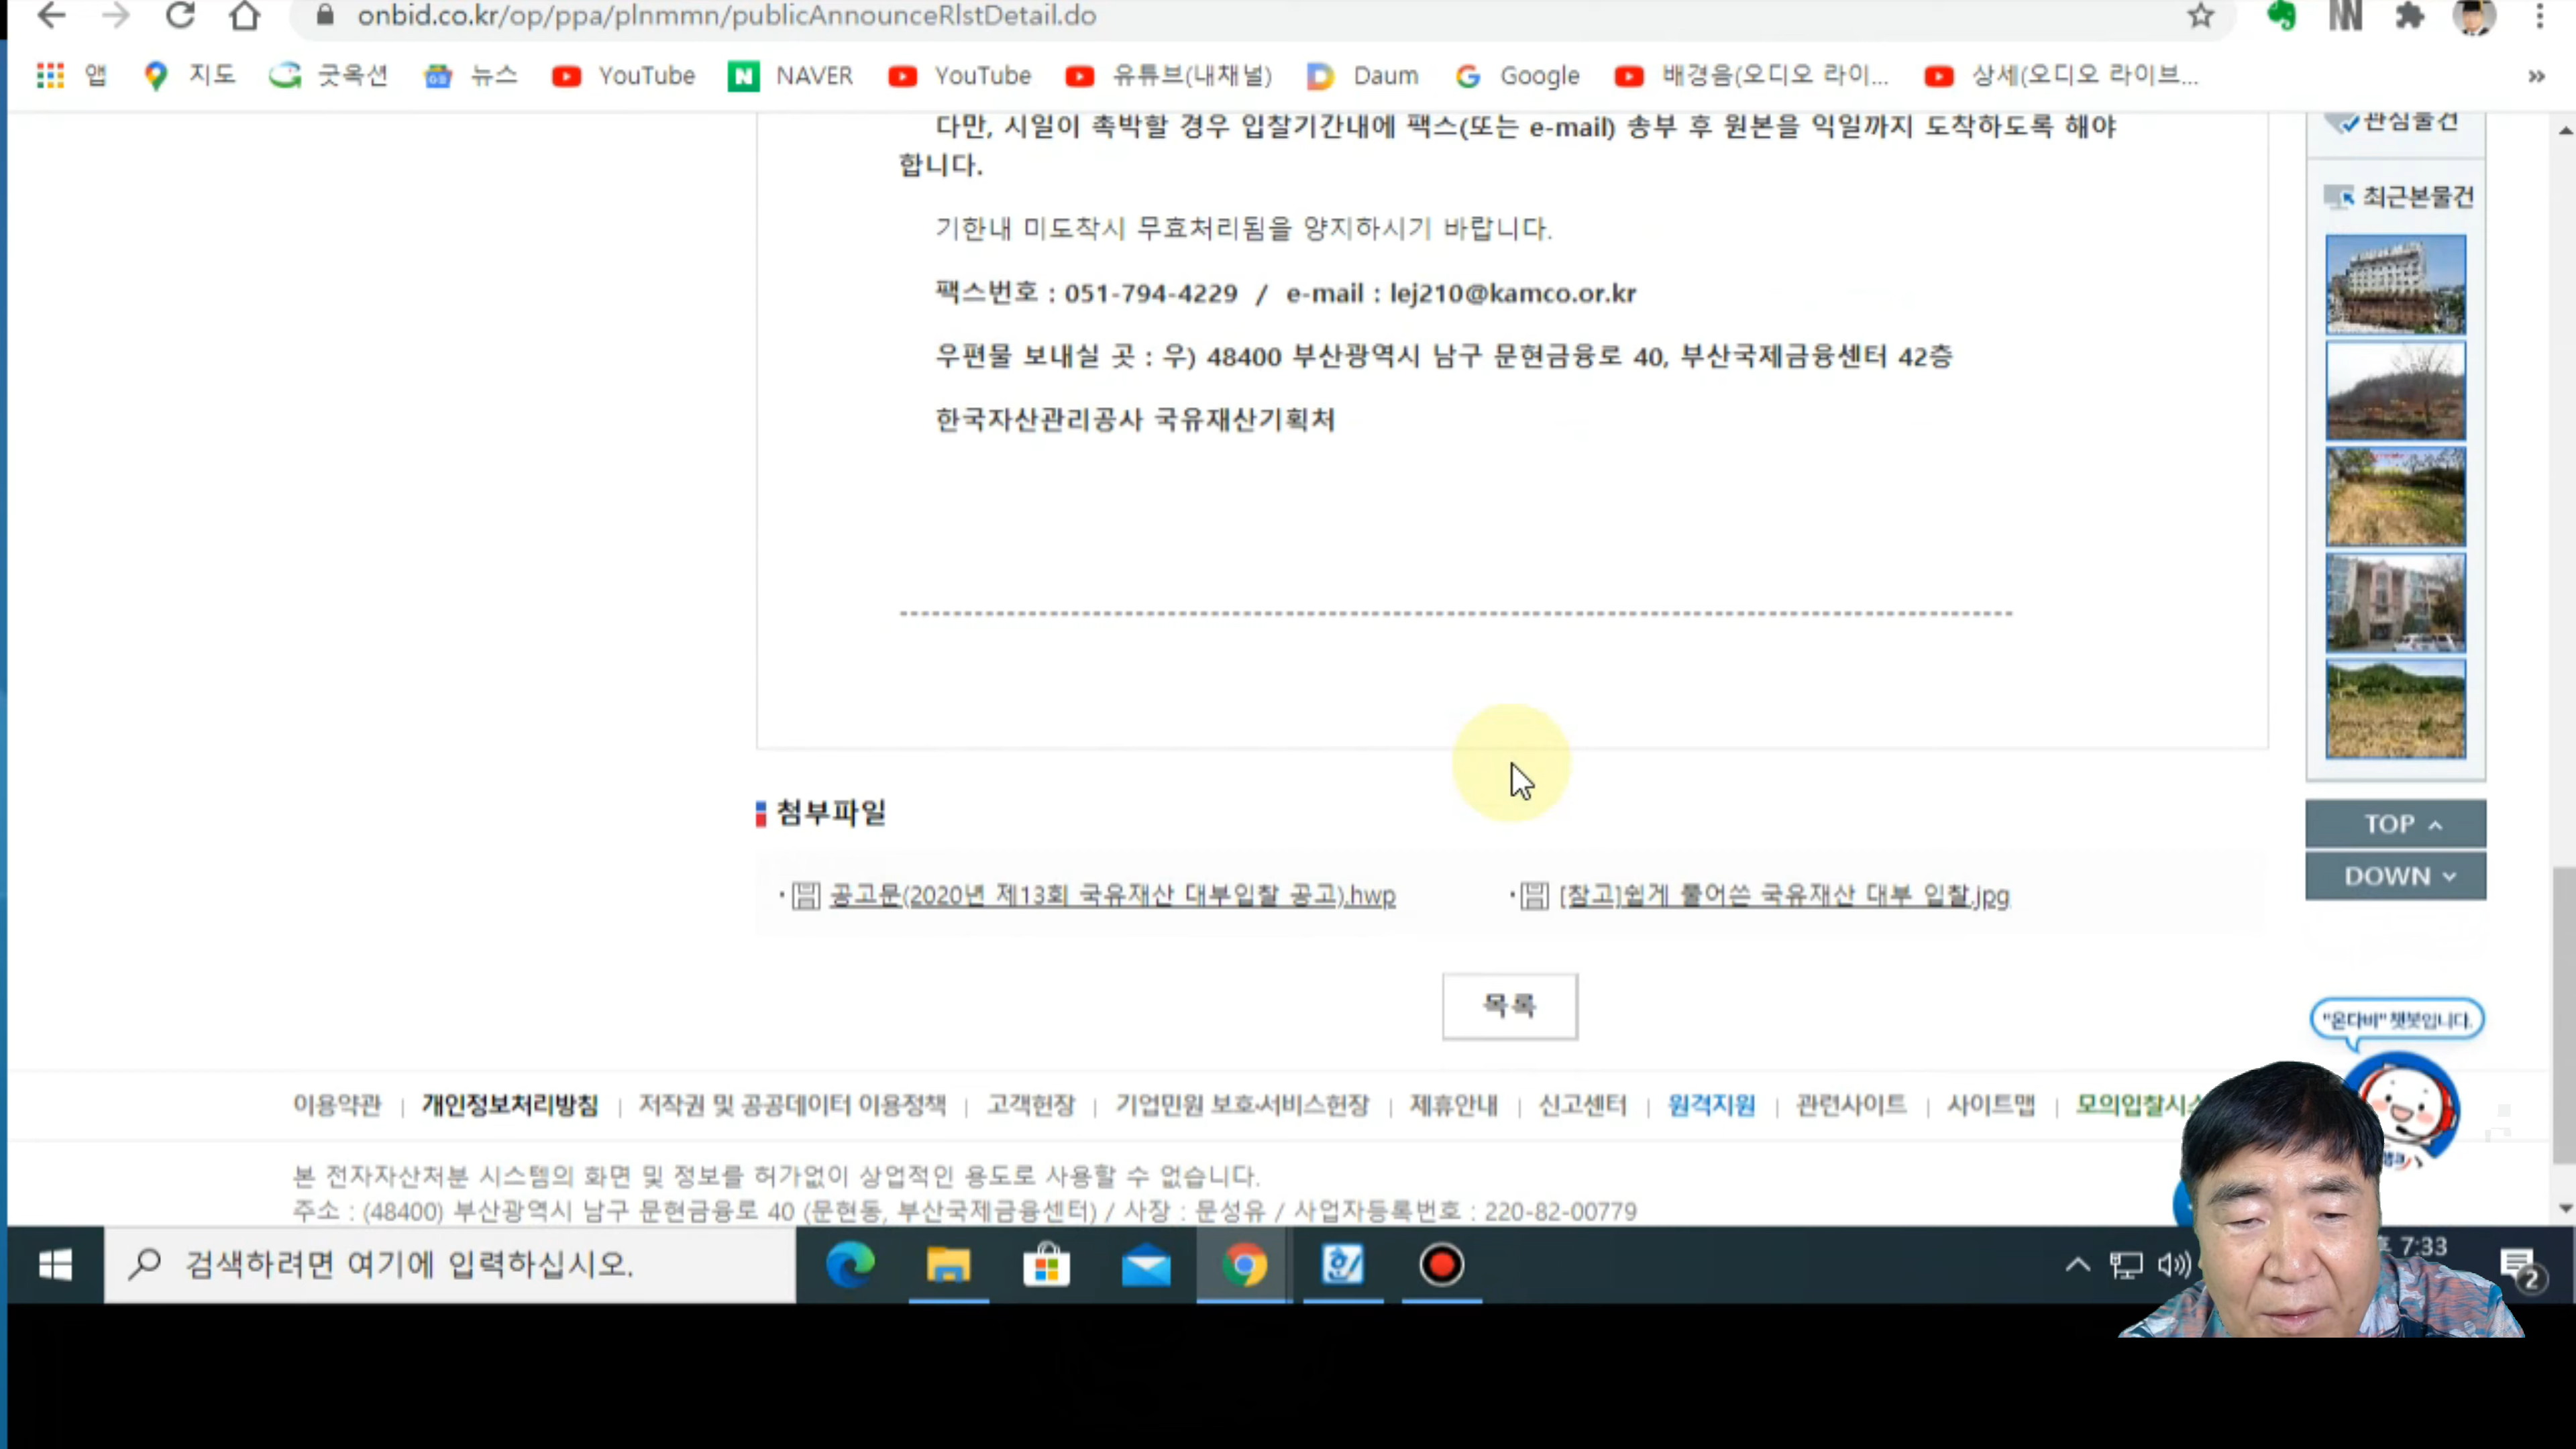 onbid.co.kr/op/ppa/plnmmn/publicAnnounceRlstDetail.do
앱 지도 굿옥션 뉴스 YouTube NAVER YouTube 유튜브(내채널) Daum Google 배경음(오디오 라이... 상세(오디오 라이브... »
다만, 시일이 촉박할 경우 입찰기간내에 팩스(또는 e-mail) 송부 후 원본을 익일까지 도착하도록 해야
합니다.
기한내 미도착시 무효처리됨을 양지하시기 바랍니다.
팩스번호 : 051-794-4229 / e-mail : lej210@kamco.or.kr
우편물 보내실 곳 : 우) 48400 부산광역시 남구 문현금융로 40, 부산국제금융센터 42층
한국자산관리공사 국유재산기획처
관심물건
최근본물건
TOP
DOWN
첨부파일
공고문(2020년 제13회 국유재산 대부입찰 공고).hwp
[참고]쉽게 풀어쓴 국유재산 대부 입찰.jpg
목록
"온다비" 챗봇입니다.
이용약관 | 개인정보처리방침 | 저작권 및 공공데이터 이용정책 | 고객헌장 | 기업민원 보호·서비스헌장 | 제휴안내 | 신고센터 | 원격지원 | 관련사이트 | 사이트맵 |
본 전자자산처분 시스템의 화면 및 정보를 허가없이 상업적인 용도로 사용할 수 없습니다.
주소 : (48400) 부산광역시 남구 문현금융로 40 (문현동, 부산국제금융센터) / 사장 : 문성유 / 사업자등록번호 : 220-82-00779
검색하려면 여기에 입력하십시오.
7:33
2